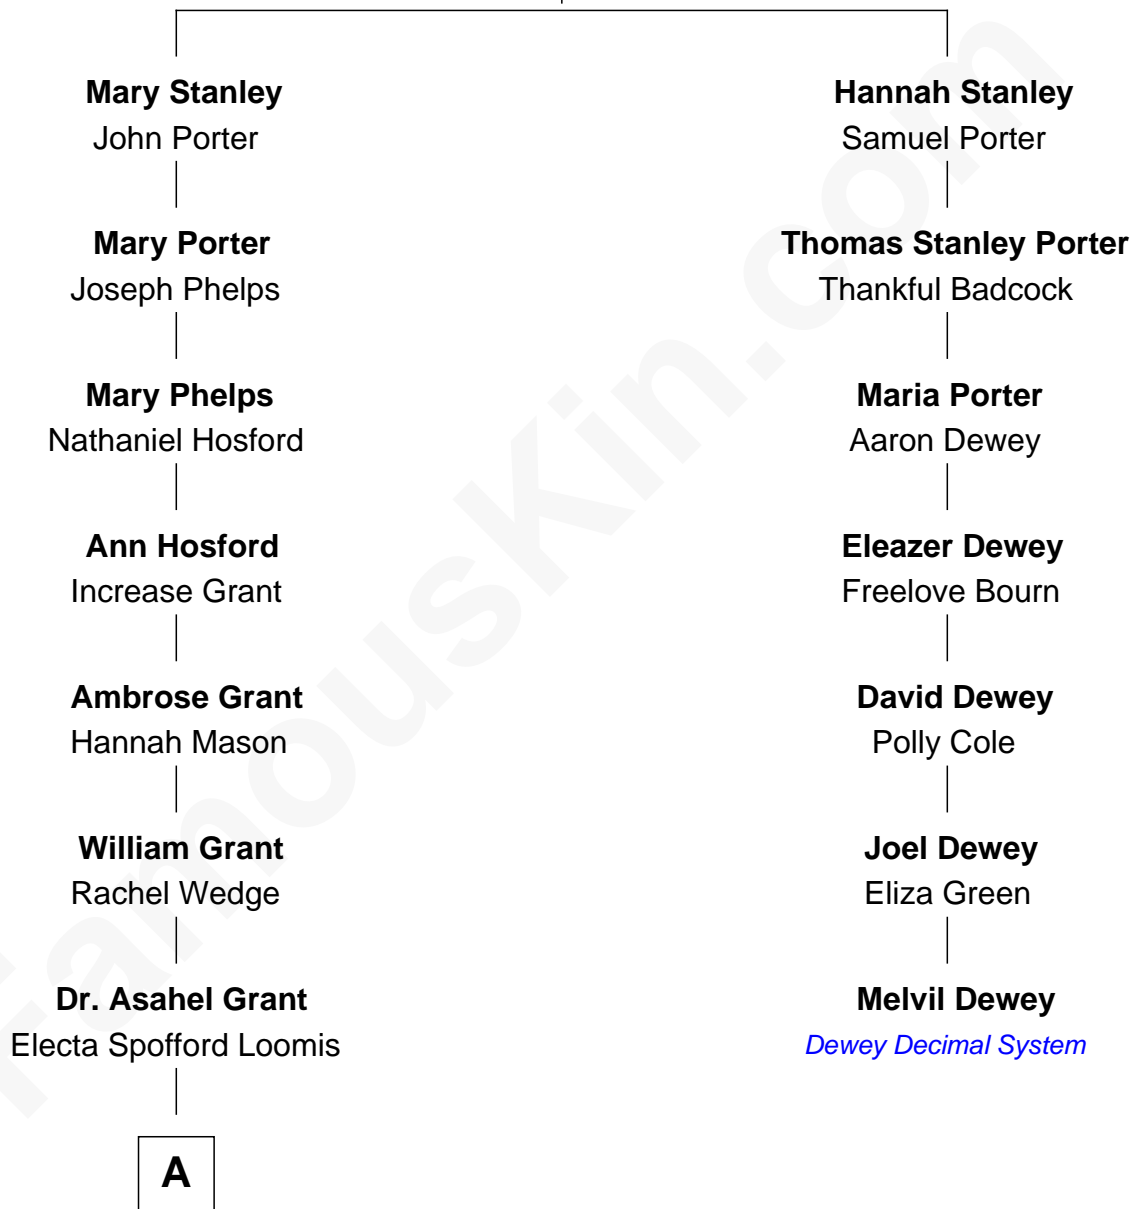 Mary Stanley
John Porter
Hannah Stanley
Samuel Porter
Mary Porter
Joseph Phelps
Thomas Stanley Porter
Thankful Badcock
Mary Phelps
Nathaniel Hosford
Maria Porter
Aaron Dewey
Ann Hosford
Increase Grant
Eleazer Dewey
Freelove Bourn
Ambrose Grant
Hannah Mason
David Dewey
Polly Cole
William Grant
Rachel Wedge
Joel Dewey
Eliza Green
Dr. Asahel Grant
Electa Spofford Loomis
Melvil Dewey
Dewey Decimal System
A
FamousKin.com